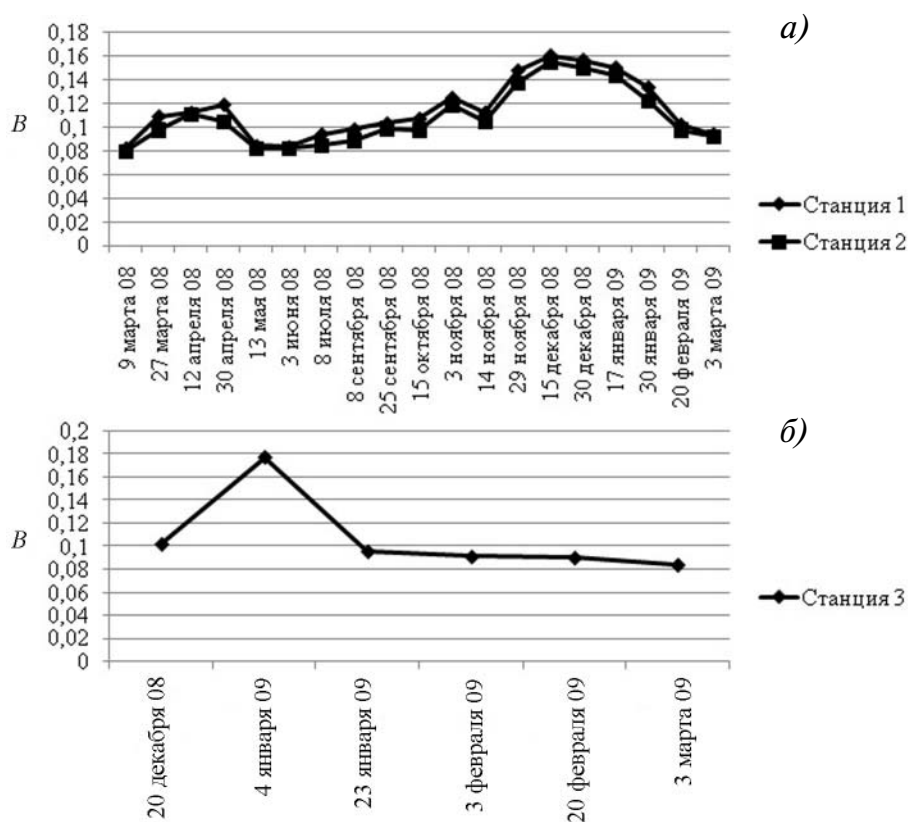 а)
0,18
0,16
0,14
0,12
0,1
0,08
0,06
0,04
0,02
0
В
Станция 1
Станция 2
9 марта 08
27 марта 08
12 апреля 08
30 апреля 08
13 мая 08
3 июня 08
8 июля 08
8 сентября 08
25 сентября 08
15 октября 08
3 ноября 08
14 ноября 08
29 ноября 08
15 декабря 08
30 декабря 08
17 января 09
30 января 09
20 февраля 09
3 марта 09
б)
0,2
0,18
0,16
0,14
0,12
0,1
0,08
0,06
0,04
0,02
0
В
Станция 3
20 декабря 08
4 января 09
23 января 09
3 февраля 09
20 февраля 09
3 марта 09